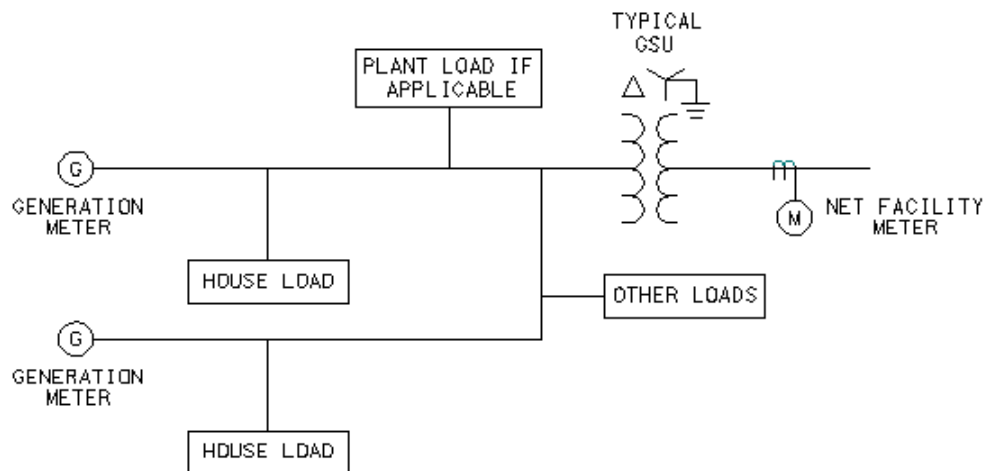 TYPICAL
GSU
PLANT LOAD IF
APPLICABLE
G
GENERATION
METER
M
NET FACILITY
METER
HOUSE LOAD
OTHER LOADS
G
GENERATION
METER
HOUSE LOAD